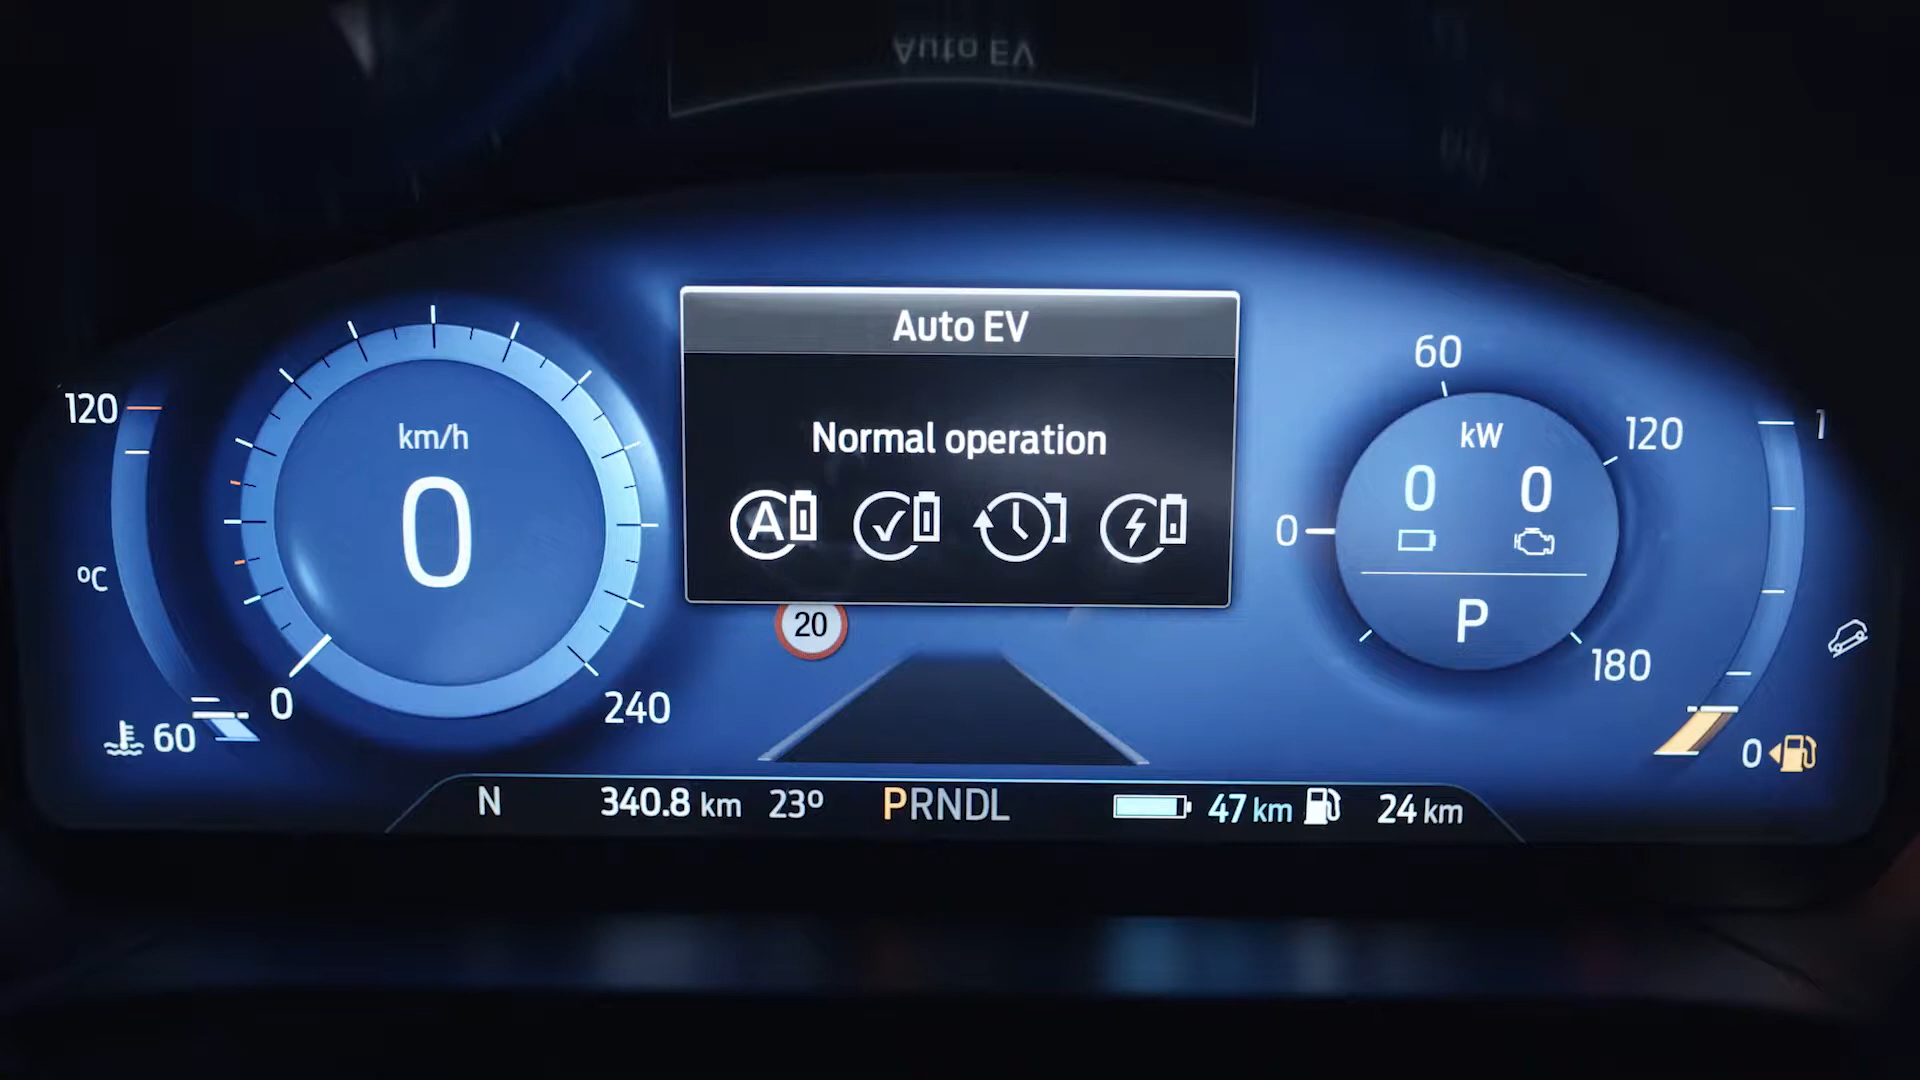 Auto EV
Auto EV
Normal operation
A
120
°C
60
km/h
0
0
240
20
60
120
180
0
kW
0 0
P
1
0
N 340.8 km 23° PRNDL 47 km 24 km